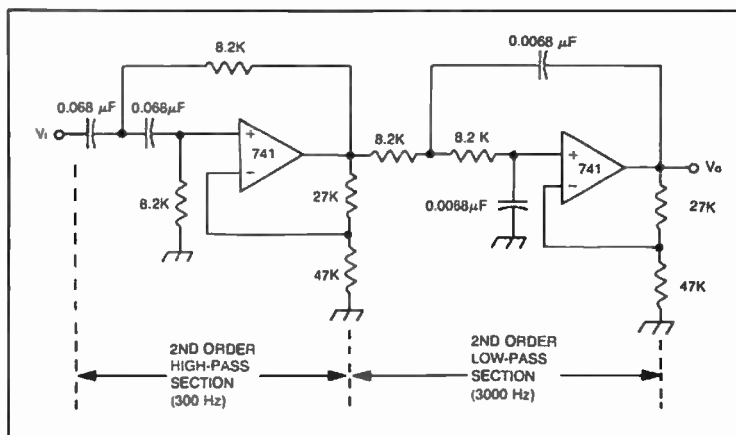 8.2K
0.0068 µF
0.068 µF
0.068µF
VI
+
741
−
8.2K
27K
47K
8.2K
8.2 K
+
741
−
0.0068µF
Vo
27K
47K
2ND ORDER
HIGH-PASS
SECTION
(300 Hz)
2ND ORDER
LOW-PASS
SECTION
(3000 Hz)